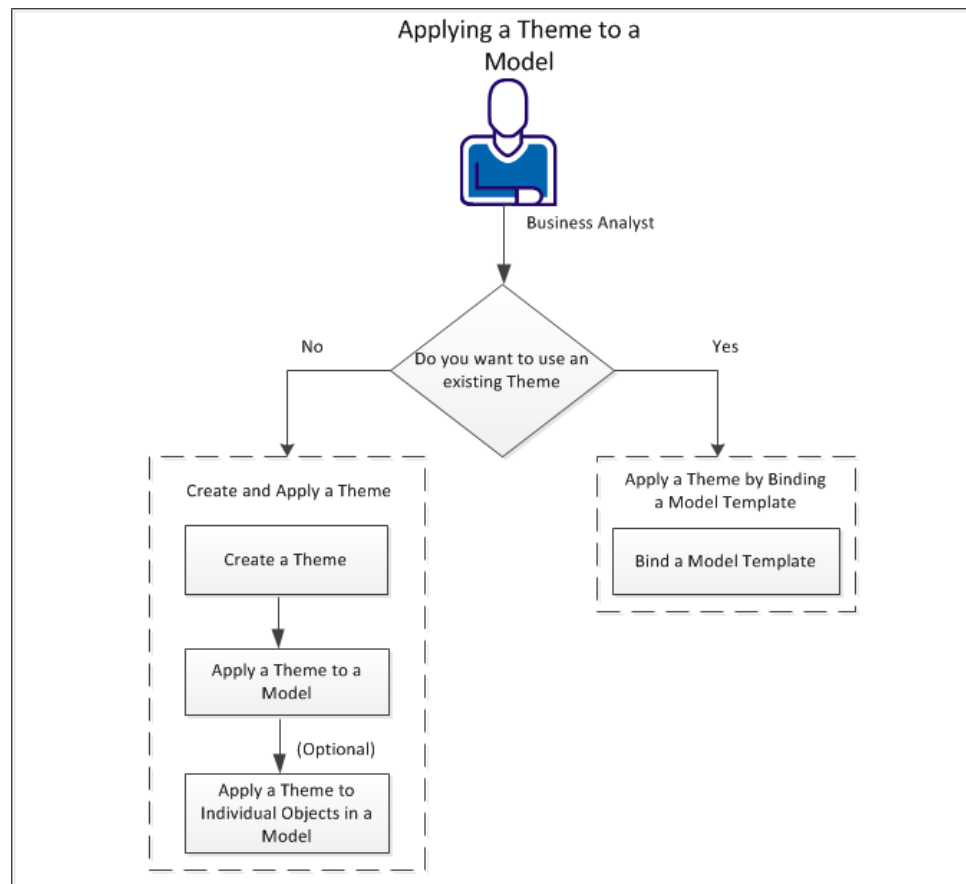 Applying a Theme to a
Model
Business Analyst
No
Yes
Do you want to use an
existing Theme
Create and Apply a Theme
Create a Theme
Apply a Theme to a
Model
(Optional)
Apply a Theme to
Individual Objects in a
Model
Apply a Theme by Binding
a Model Template
Bind a Model Template